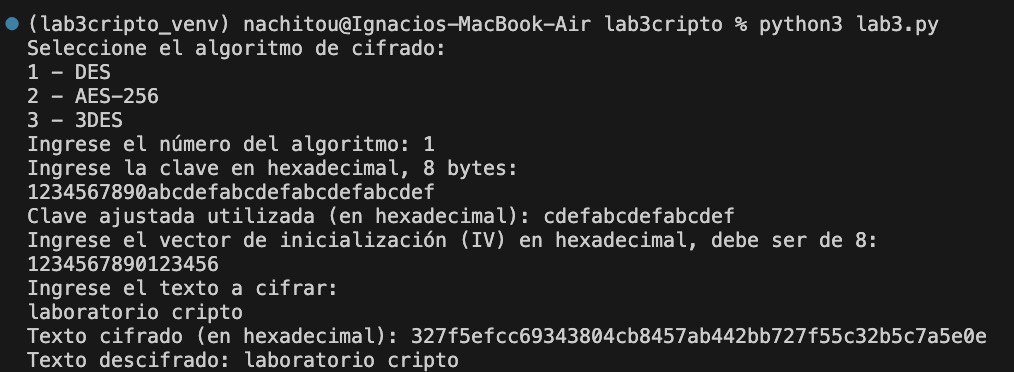 (lab3cripto_venv) nachitou@Ignacios-MacBook-Air lab3cripto % python3 lab3.py
Seleccione el algoritmo de cifrado:
1 - DES
2 - AES-256
3 - 3DES
Ingrese el número del algoritmo: 1
Ingrese la clave en hexadecimal, 8 bytes:
1234567890abcdefabcdefabcdefabcdef
Clave ajustada utilizada (en hexadecimal): cdefabcdefabcdef
Ingrese el vector de inicialización (IV) en hexadecimal, debe ser de 8:
1234567890123456
Ingrese el texto a cifrar:
laboratorio cripto
Texto cifrado (en hexadecimal): 327f5efcc69343804cb8457ab442bb727f55c32b5c7a5e0e
Texto descifrado: laboratorio cripto